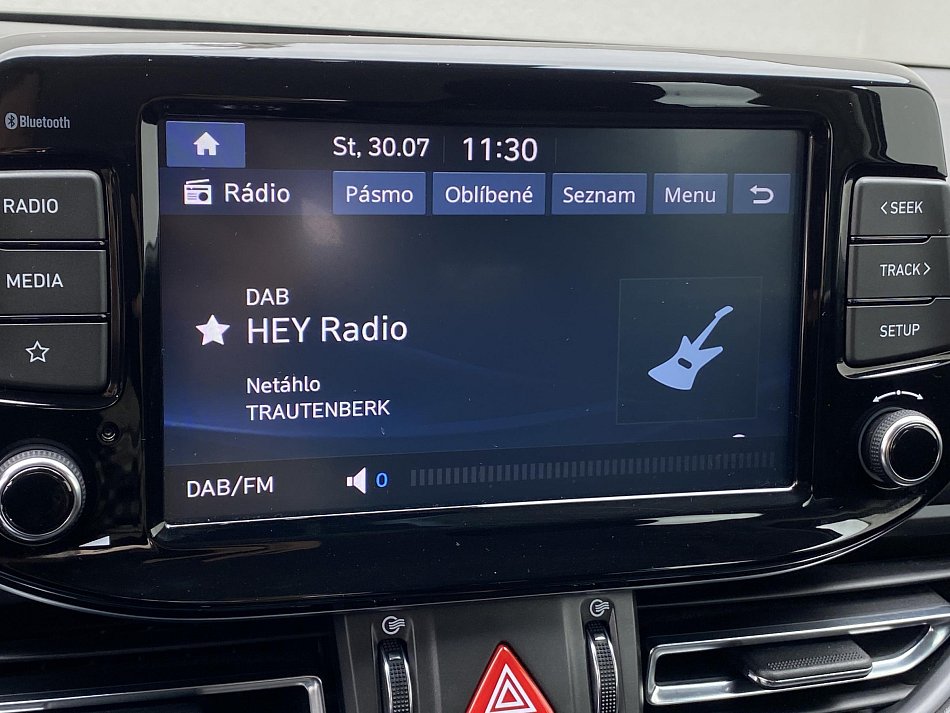 Bluetooth
St, 30.07 11:30
Rádio Pásmo Oblíbené Seznam Menu
RADIO
MEDIA
DAB
HEY Radio
Netáhlo
TRAUTENBERK
DAB/FM 0
< SEEK
TRACK >
SETUP